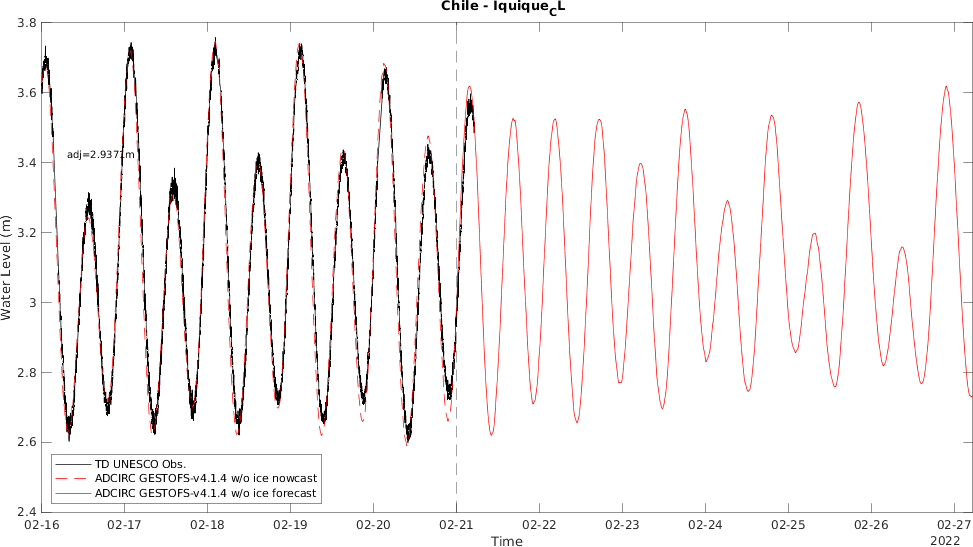 Chile - Iquique_CL
3.8
3.6
3.4
3.2
3
2.8
2.6
2.4
Water Level (m)
adj=2.9371m
TD UNESCO Obs.
ADCIRC GESTOFS-v4.1.4 w/o ice nowcast
ADCIRC GESTOFS-v4.1.4 w/o ice forecast
02-16 02-17 02-18 02-19 02-20 02-21 02-22 02-23 02-24 02-25 02-26 02-27
Time
2022